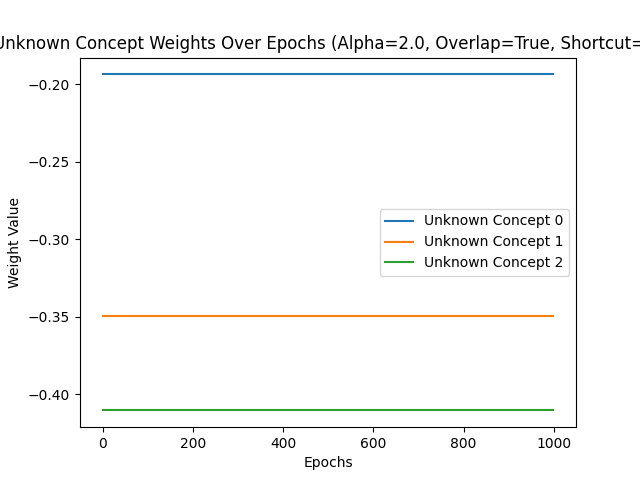 Unknown Concept Weights Over Epochs (Alpha=2.0, Overlap=True, Shortcut=
−0.20
−0.25
−0.30
−0.35
−0.40
Weight Value
Unknown Concept 0
Unknown Concept 1
Unknown Concept 2
0 200 400 600 800 1000
Epochs